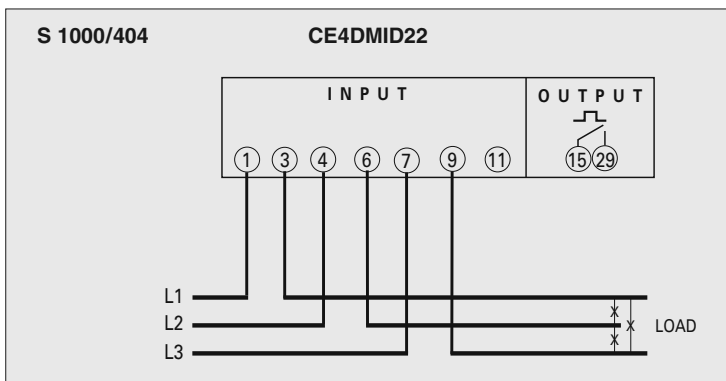 S 1000/404 CE4DMID22
INPUT OUTPUT
1 3 4 6 7 9 11 15 29
L1
L2 LOAD
L3